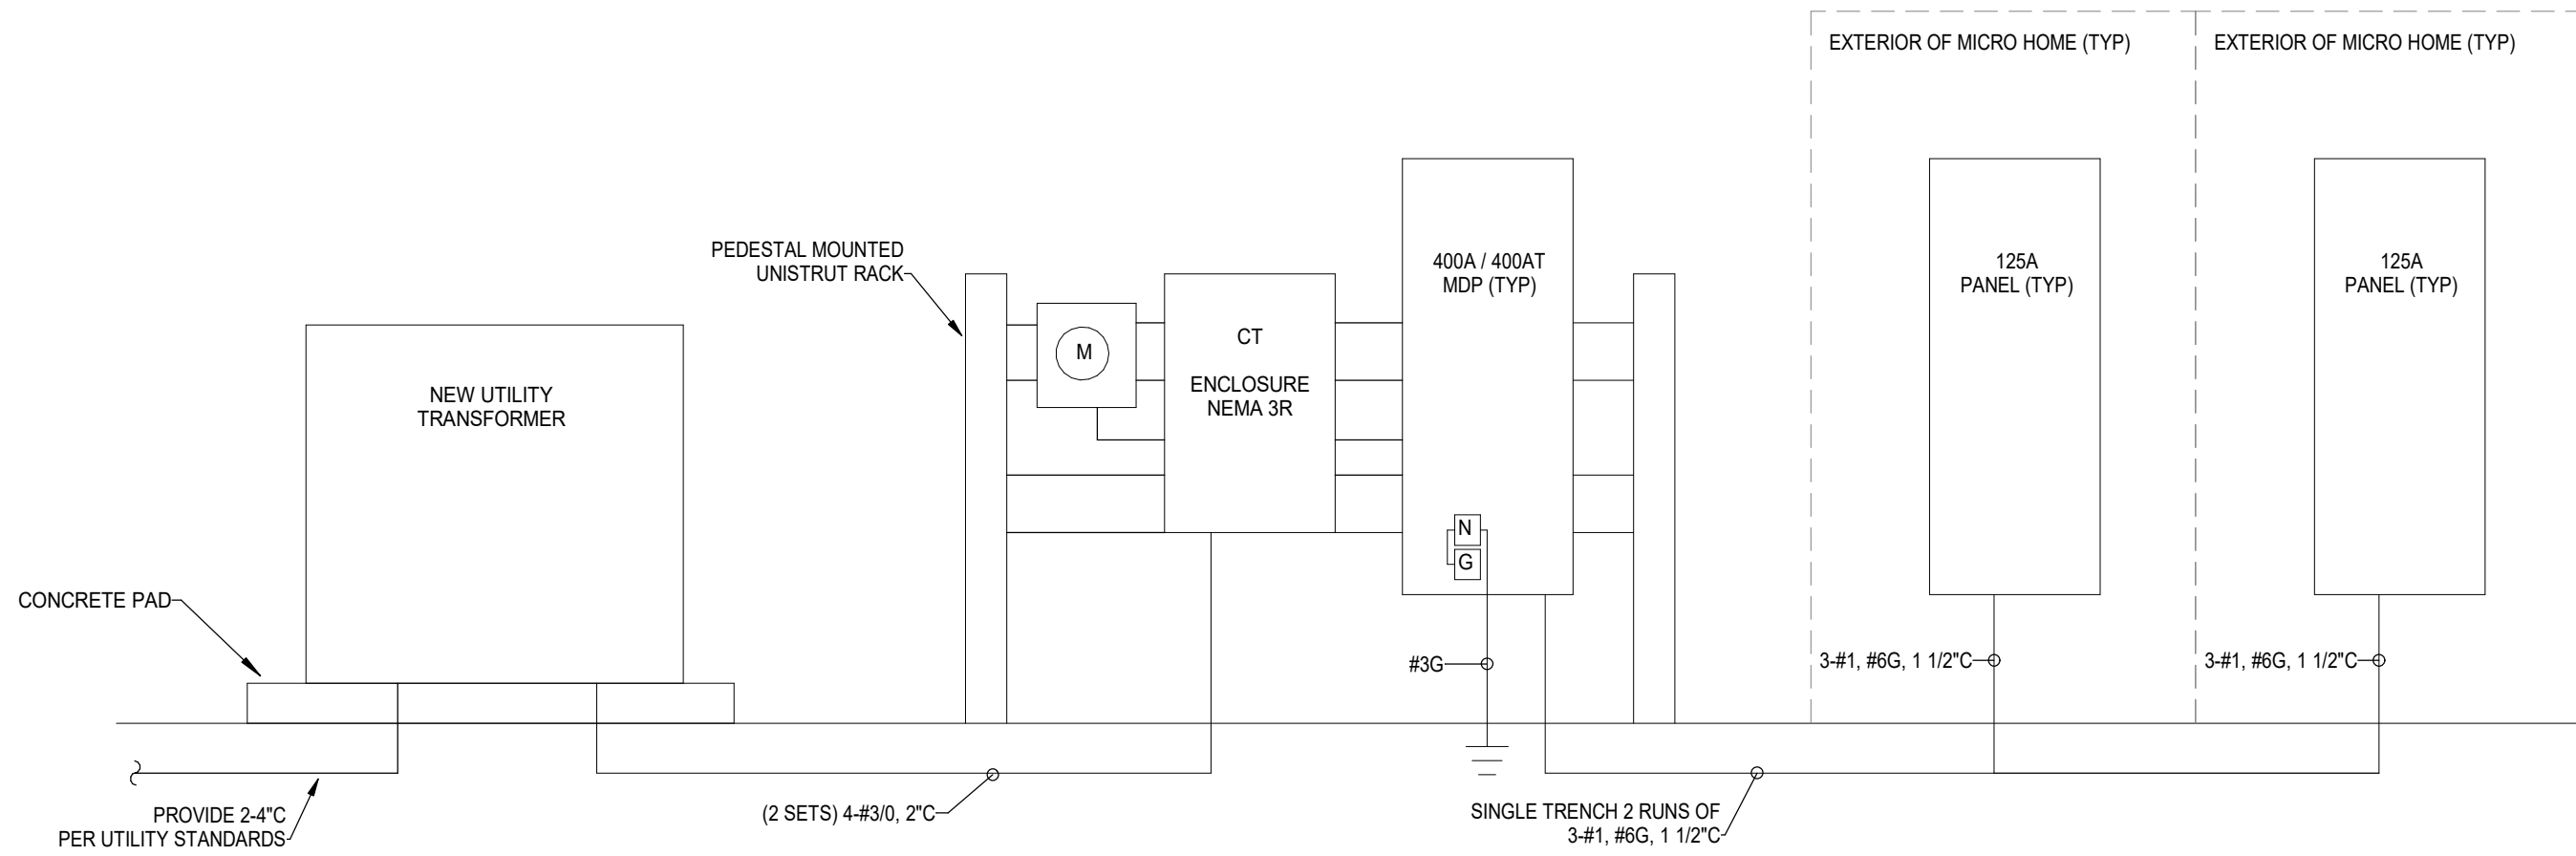 EXTERIOR OF MICRO HOME (TYP)
EXTERIOR OF MICRO HOME (TYP)
PEDESTAL MOUNTED
UNISTRUT RACK
400A / 400AT
MDP (TYP)
125A
PANEL (TYP)
125A
PANEL (TYP)
M
CT
ENCLOSURE
NEMA 3R
NEW UTILITY
TRANSFORMER
N
G
CONCRETE PAD
#3G
3-#1, #6G, 1 1/2"C
3-#1, #6G, 1 1/2"C
PROVIDE 2-4"C
PER UTILITY STANDARDS
(2 SETS) 4-#3/0, 2"C
SINGLE TRENCH 2 RUNS OF
3-#1, #6G, 1 1/2"C